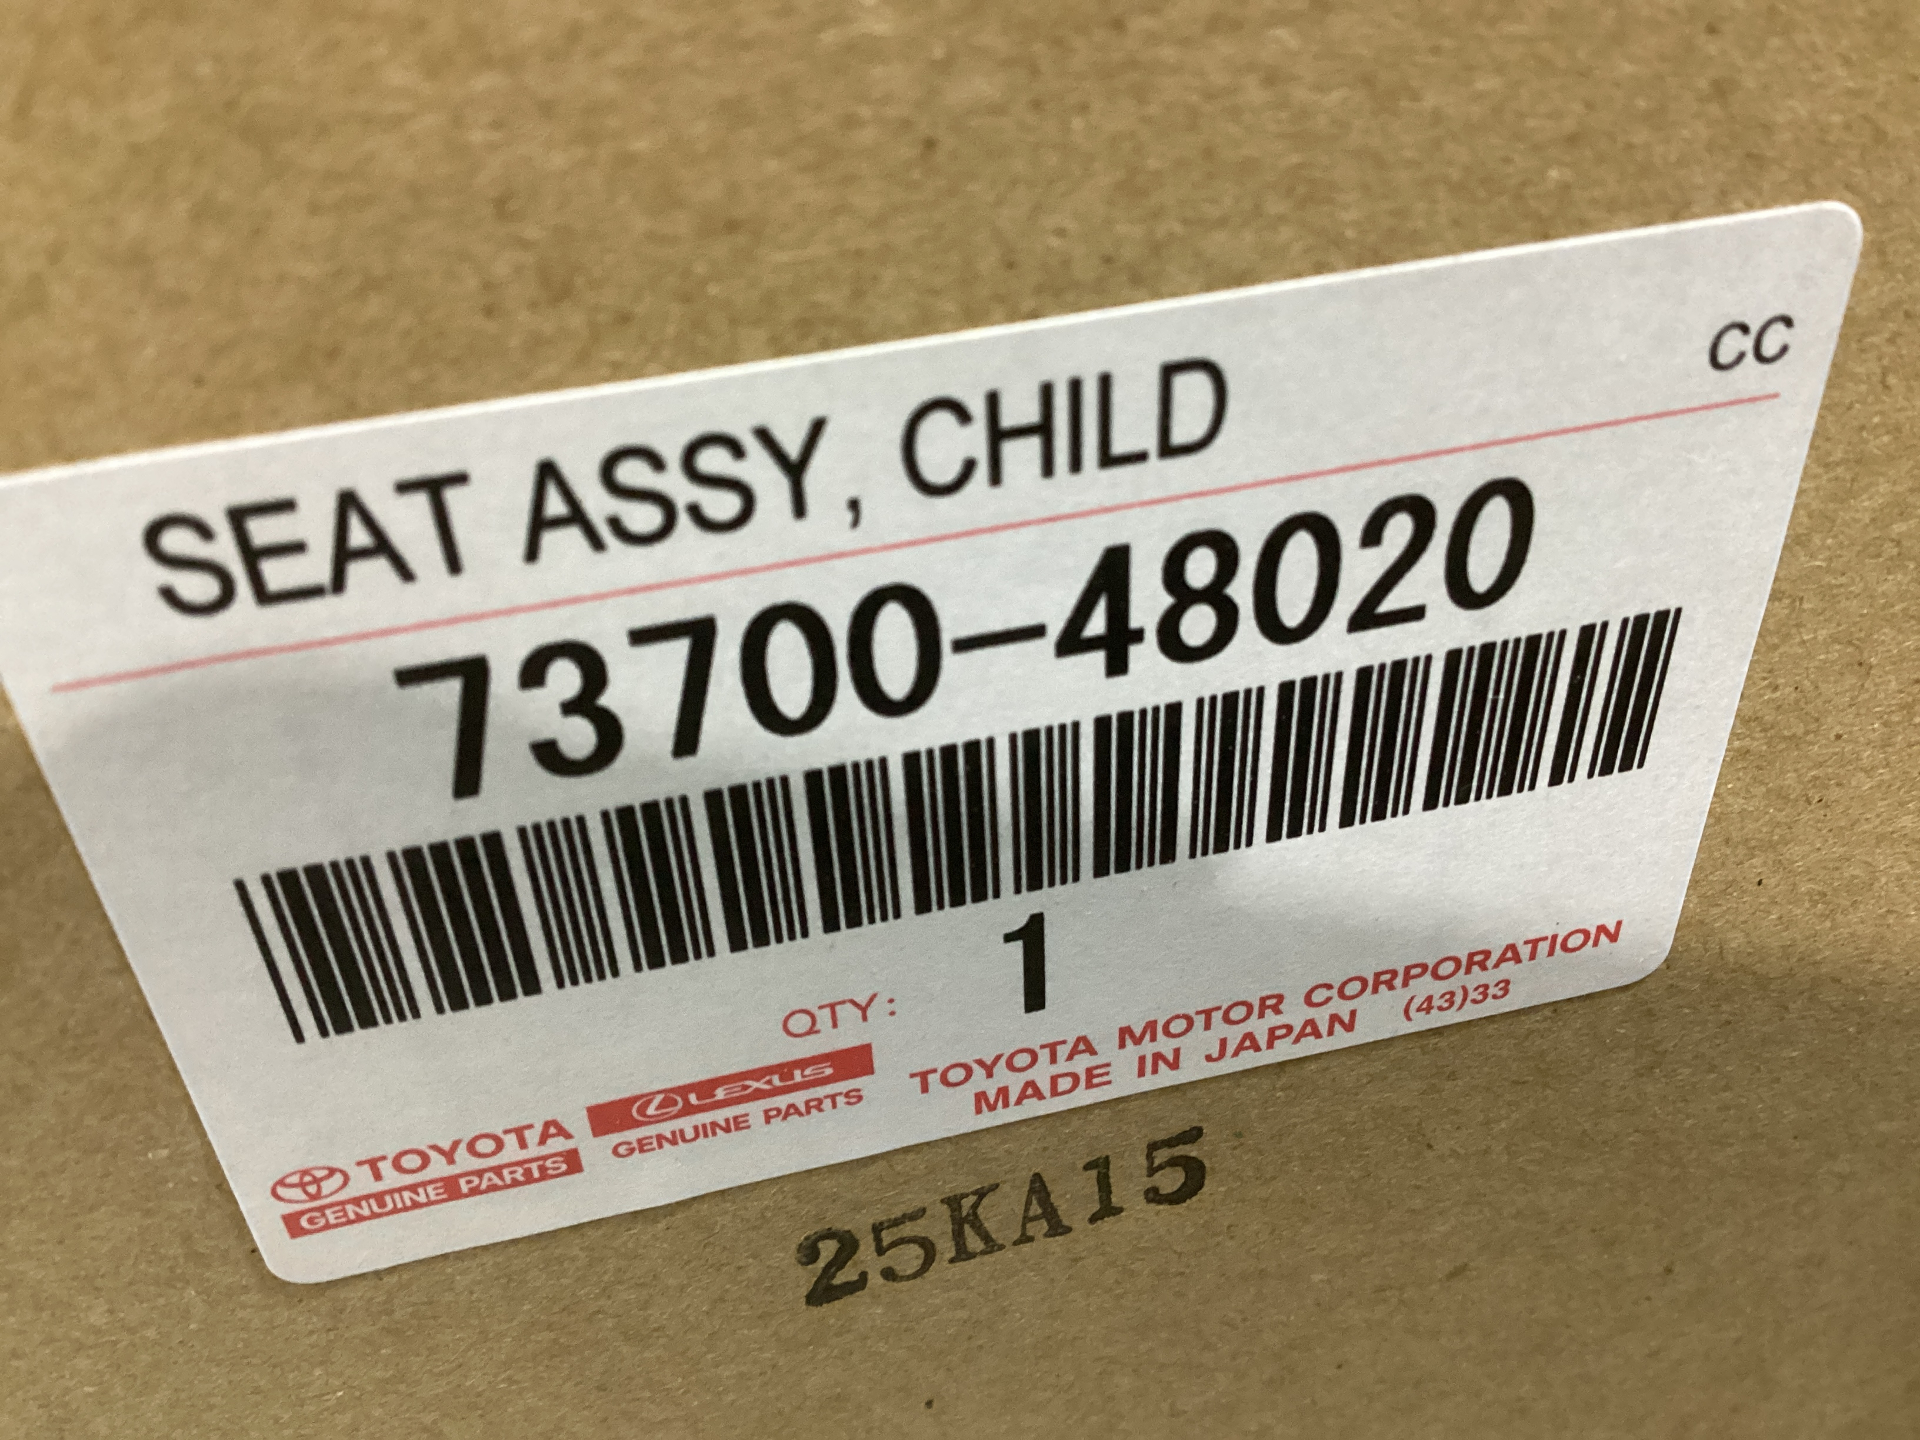 CC
SEAT ASSY, CHILD
73700-48020
QTY: 1
TOYOTA
GENUINE PARTS
LEXUS
GENUINE PARTS
TOYOTA MOTOR CORPORATION
MADE IN JAPAN (43)33
25KA15